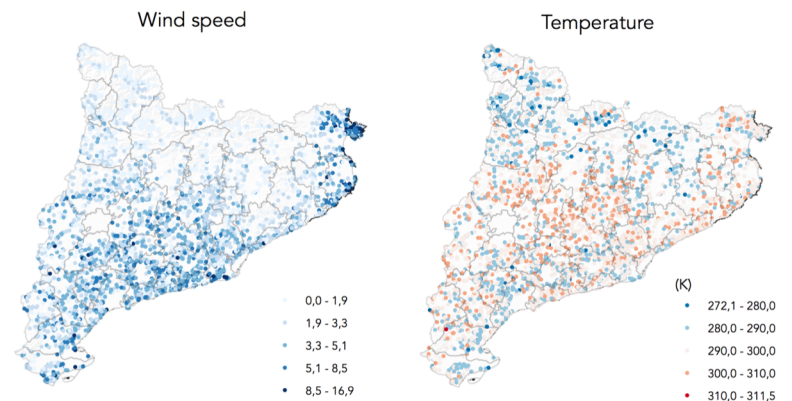 Wind speed
0,0 - 1,9
1,9 - 3,3
3,3 - 5,1
5,1 - 8,5
8,5 - 16,9
Temperature
(K)
272,1 - 280,0
280,0 - 290,0
290,0 - 300,0
300,0 - 310,0
310,0 - 311,5